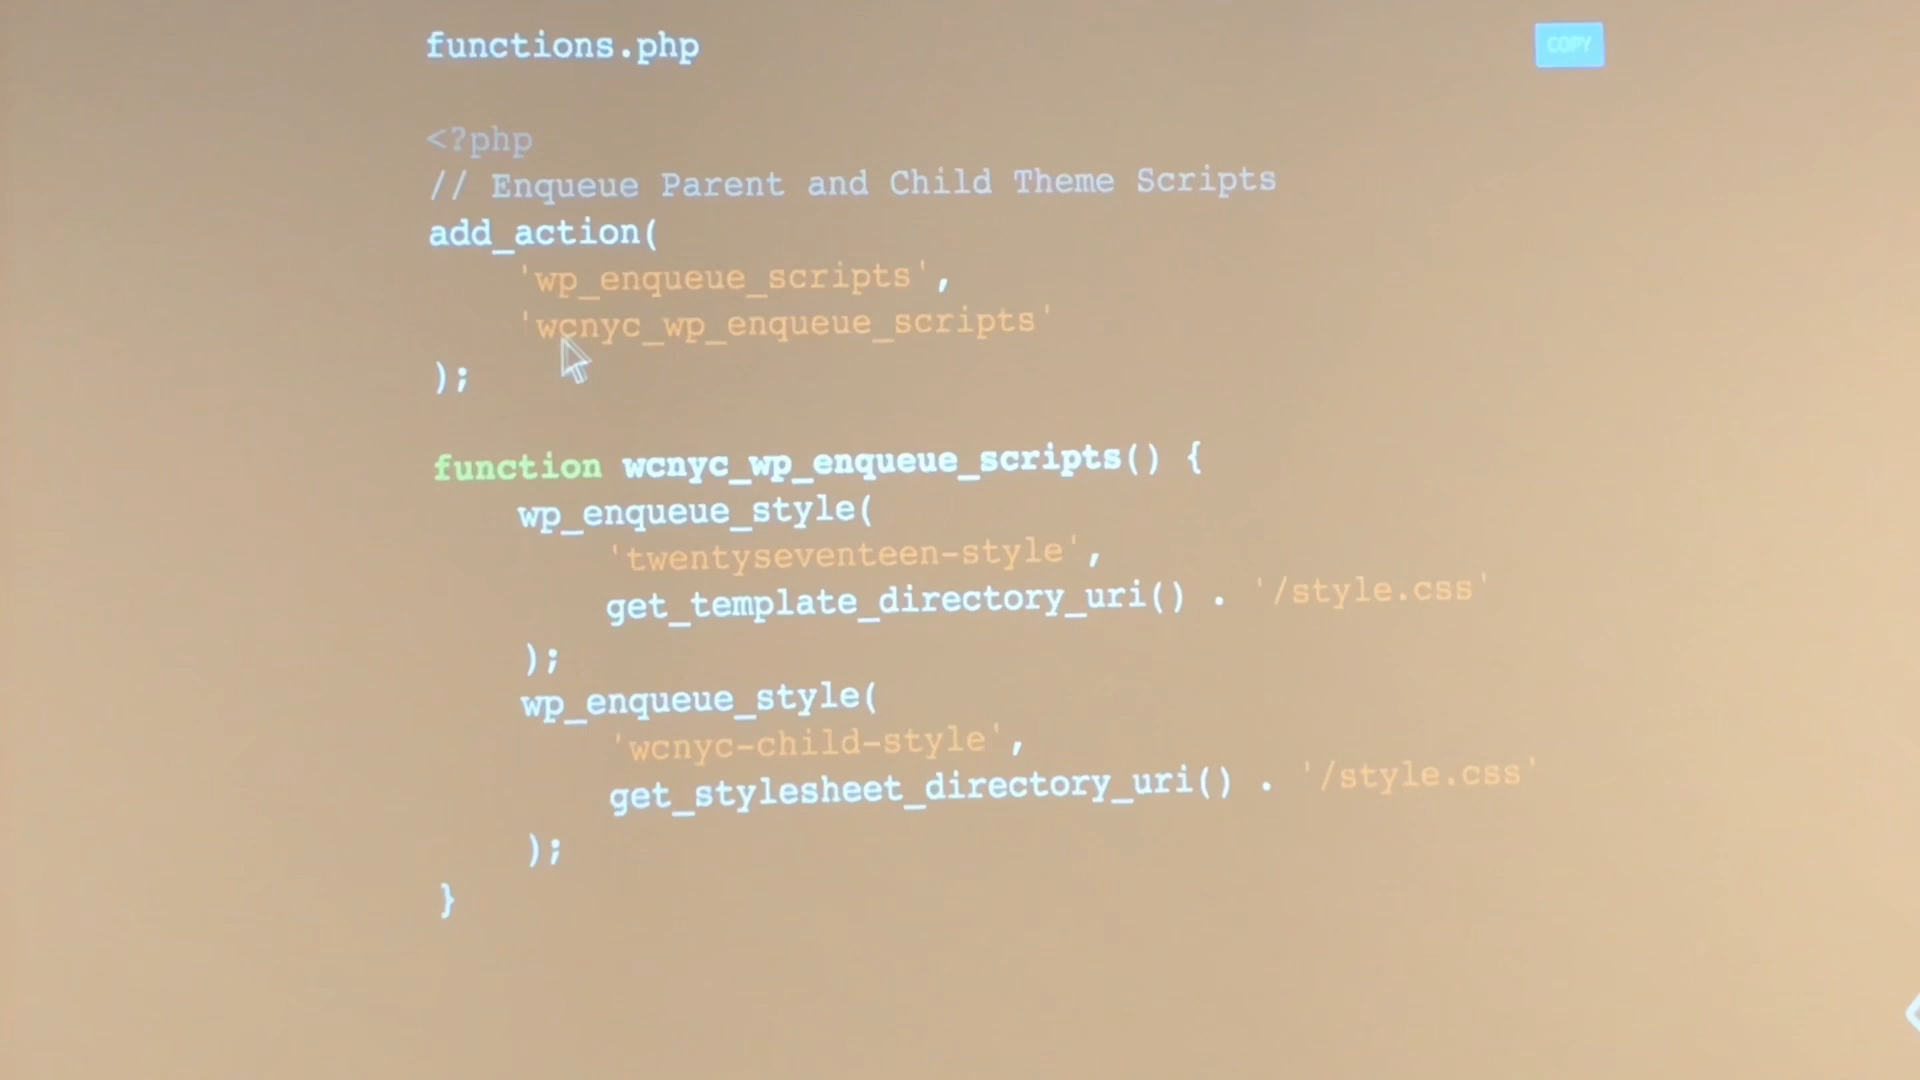 functions.php
COPY
<?php
// Enqueue Parent and Child Theme Scripts
add_action(
'wp_enqueue_scripts',
'wcnyc_wp_enqueue_scripts'
);
function wcnyc_wp_enqueue_scripts() {
wp_enqueue_style(
'twentyseventeen-style',
get_template_directory_uri() . '/style.css'
);
wp_enqueue_style(
'wcnyc-child-style',
get_stylesheet_directory_uri() . '/style.css'
);
}